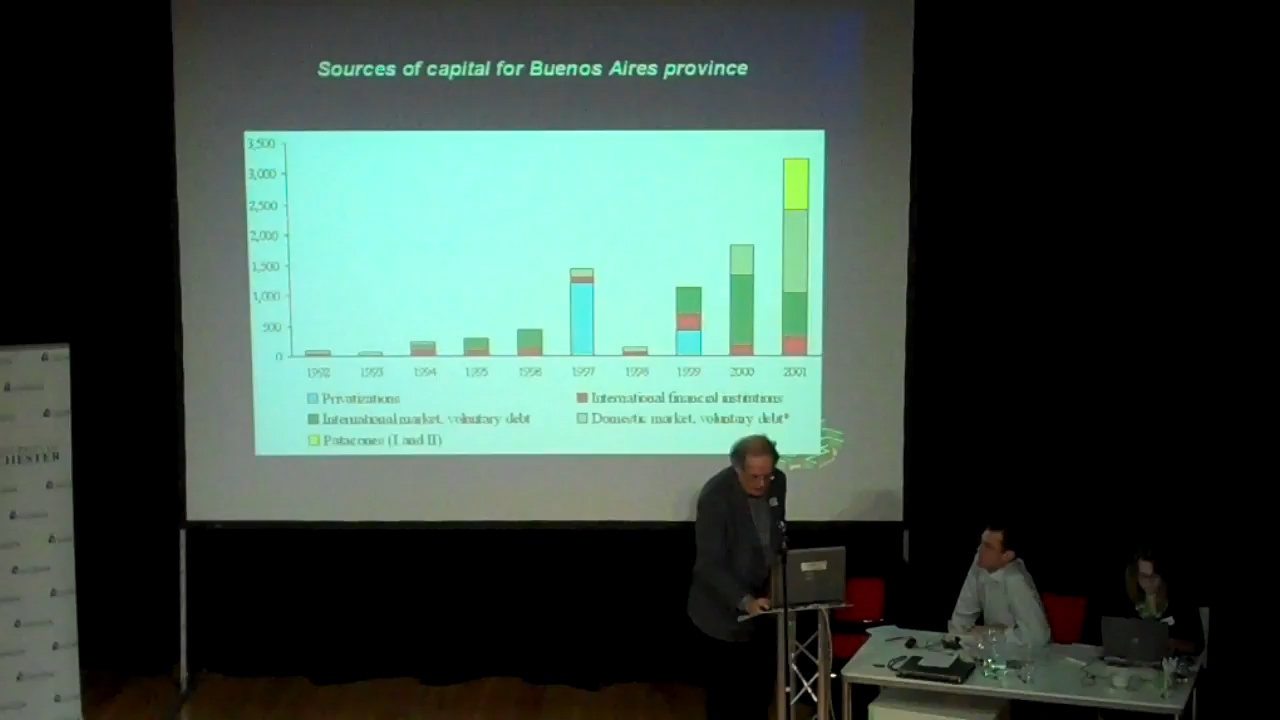 Sources of capital for Buenos Aires province
3,500
3,000
2,500
2,000
1,500
1,000
500
0
1992 1993 1994 1995 1996 1997 1998 1999 2000 2001
Privatizations International financial institutions
International market, voluntary debt Domestic market, voluntary debt*
Patacones (I and II)
HESTER